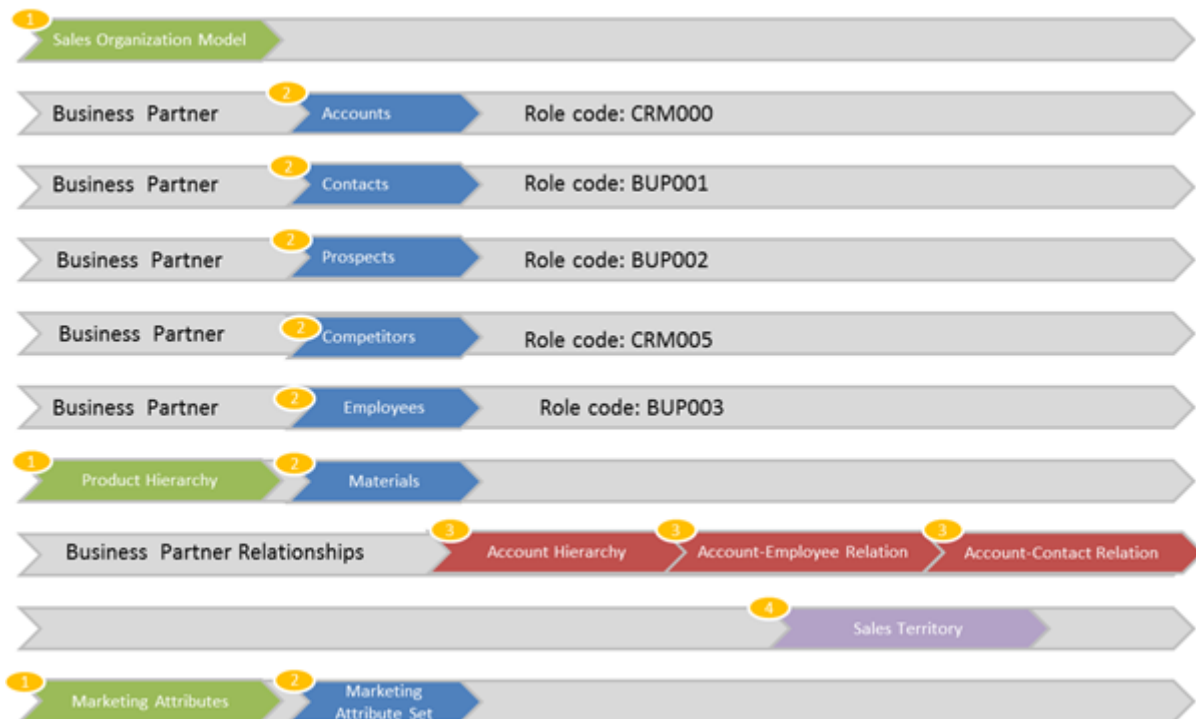 1
Sales Organization Model
Business Partner 2 Accounts Role code: CRM000
Business Partner 2 Contacts Role code: BUP001
Business Partner 2 Prospects Role code: BUP002
Business Partner 2 Competitors Role code: CRM005
Business Partner 2 Employees Role code: BUP003
1 2
Product Hierarchy Materials
3 3 3
Business Partner Relationships Account Hierarchy Account-Employee Relation Account-Contact Relation
4
Sales Territory
1 2
Marketing Attributes Marketing
Attribute Set